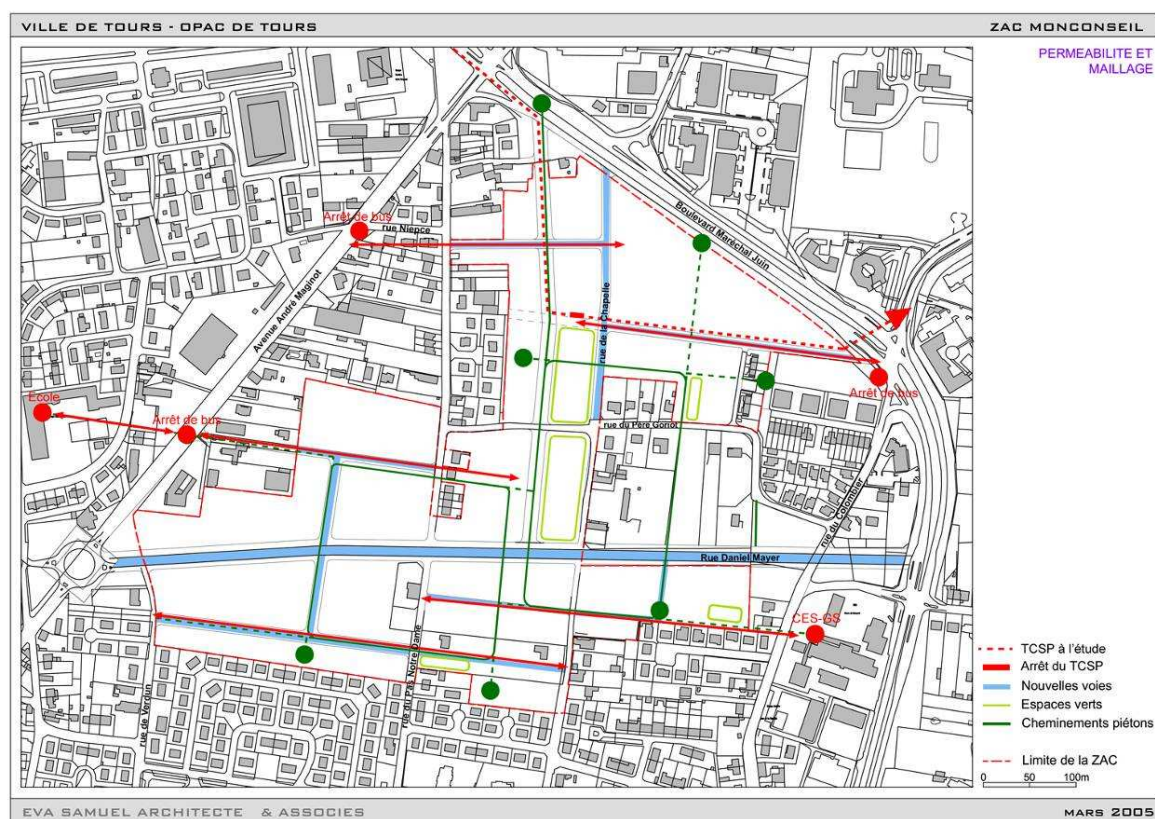 VILLE DE TOURS - OPAC DE TOURS
ZAC MONCONSEIL
PERMEABILITE ET
MAILLAGE
Arrêt de bus
rue Niepce
Boulevard Maréchal Juin
Avenue André Maginot
rue de la Chapelle
Ecole
Arrêt de bus
Arrêt de bus
rue du Père Goriot
rue du Colombier
Rue Daniel Mayer
CES-GS
rue du Pas Notre Dame
rue de Verdun
TCSP à l'étude
Arrêt du TCSP
Nouvelles voies
Espaces verts
Cheminements piétons
Limite de la ZAC
0 50 100m
EVA SAMUEL ARCHITECTE & ASSOCIES
MARS 2005